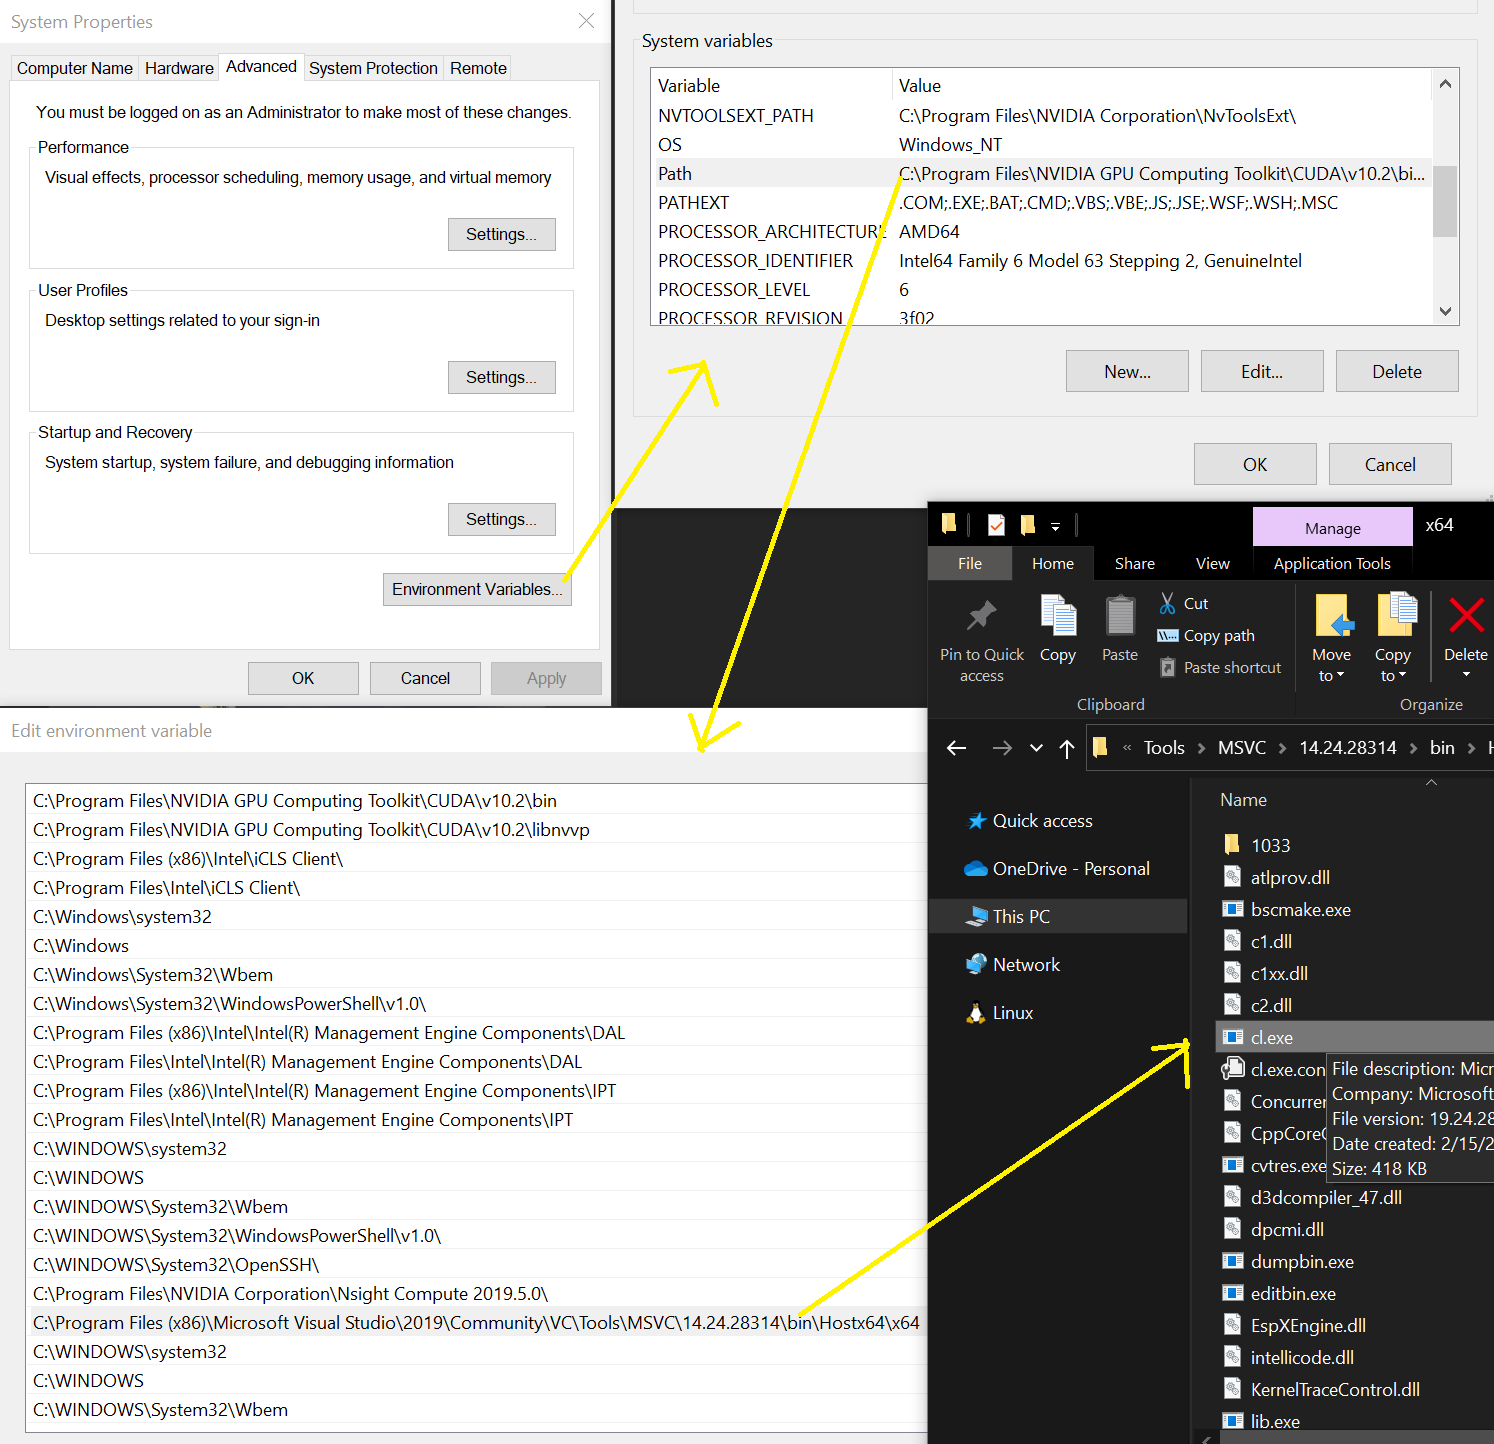 System Properties
Computer Name
Hardware
Advanced
System Protection
Remote
You must be logged on as an Administrator to make most of these changes.
Performance
Visual effects, processor scheduling, memory usage, and virtual memory
Settings...
User Profiles
Desktop settings related to your sign-in
Settings...
Startup and Recovery
System startup, system failure, and debugging information
Settings...
Environment Variables...
OK
Cancel
Apply
System variables
Variable Value
NVTOOLSEXT_PATH C:\Program Files\NVIDIA Corporation\NvToolsExt\
OS Windows_NT
Path C:\Program Files\NVIDIA GPU Computing Toolkit\CUDA\v10.2\bi...
PATHEXT .COM;.EXE;.BAT;.CMD;.VBS;.VBE;.JS;.JSE;.WSF;.WSH;.MSC
PROCESSOR_ARCHITECTURE AMD64
PROCESSOR_IDENTIFIER Intel64 Family 6 Model 63 Stepping 2, GenuineIntel
PROCESSOR_LEVEL 6
PROCESSOR_REVISION 3f02
New...
Edit...
Delete
OK
Cancel
Edit environment variable
C:\Program Files\NVIDIA GPU Computing Toolkit\CUDA\v10.2\bin
C:\Program Files\NVIDIA GPU Computing Toolkit\CUDA\v10.2\libnvvp
C:\Program Files (x86)\Intel\iCLS Client\
C:\Program Files\Intel\iCLS Client\
C:\Windows\system32
C:\Windows
C:\Windows\System32\Wbem
C:\Windows\System32\WindowsPowerShell\v1.0\
C:\Program Files (x86)\Intel\Intel(R) Management Engine Components\DAL
C:\Program Files\Intel\Intel(R) Management Engine Components\DAL
C:\Program Files (x86)\Intel\Intel(R) Management Engine Components\IPT
C:\Program Files\Intel\Intel(R) Management Engine Components\IPT
C:\WINDOWS\system32
C:\WINDOWS
C:\WINDOWS\System32\Wbem
C:\WINDOWS\System32\WindowsPowerShell\v1.0\
C:\WINDOWS\System32\OpenSSH\
C:\Program Files\NVIDIA Corporation\Nsight Compute 2019.5.0\
C:\Program Files (x86)\Microsoft Visual Studio\2019\Community\VC\Tools\MSVC\14.24.28314\bin\Hostx64\x64
C:\WINDOWS\system32
C:\WINDOWS
C:\WINDOWS\System32\Wbem
Manage
x64
File
Home
Share
View
Application Tools
Pin to Quick access
Copy
Paste
Cut
Copy path
Paste shortcut
Move to
Copy to
Delete
Clipboard
Organize
« Tools > MSVC > 14.24.28314 > bin >
Quick access
OneDrive - Personal
This PC
Network
Linux
Name
1033
atlprov.dll
bscmake.exe
c1.dll
c1xx.dll
c2.dll
cl.exe
cl.exe.con
Concurrer
CppCore
cvtres.exe
d3dcompiler_47.dll
dpcmi.dll
dumpbin.exe
editbin.exe
EspXEngine.dll
intellicode.dll
KernelTraceControl.dll
lib.exe
File description: Micr
Company: Microsoft
File version: 19.24.28
Date created: 2/15/2
Size: 418 KB